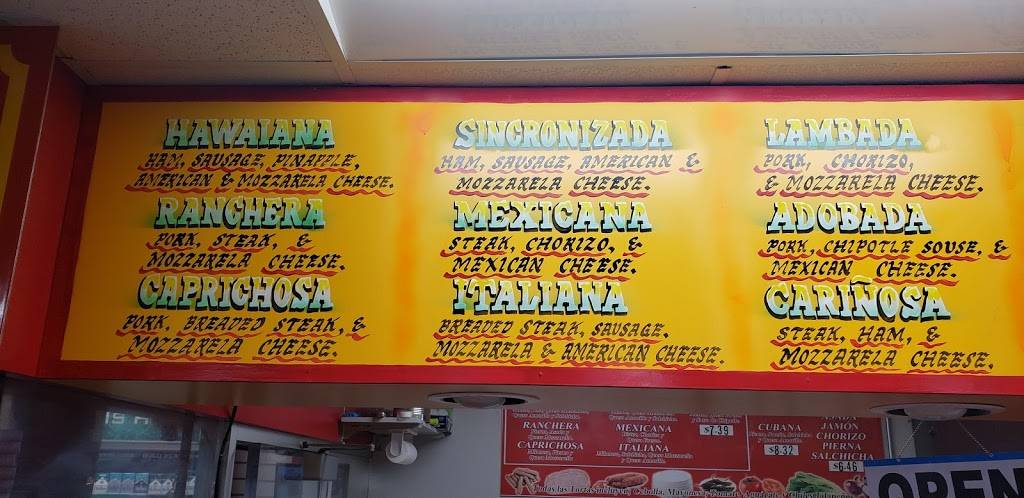 HAWAIANA
HAM, SAUSAGE, PINAPPLE,
AMERICAN & MOZZARELA CHEESE.
RANCHERA
PORK, STEAK, &
MOZZARELA CHEESE.
CAPRICHOSA
PORK, BREADED STEAK, &
MOZZARELA CHEESE.
SINCRONIZADA
HAM, SAUSAGE, AMERICAN &
MOZZARELA CHEESE.
MEXICANA
STEAK, CHORIZO, &
MEXICAN CHEESE.
ITALIANA
BREADED STEAK, SAUSAGE,
MOZZARELA & AMERICAN CHEESE.
LAMBADA
PORK, CHORIZO,
& MOZZARELA CHEESE.
ADOBADA
PORK, CHIPOTLE SOUSE, &
MEXICAN CHEESE.
CARIÑOSA
STEAK, HAM, &
MOZZARELA CHEESE.
RANCHERA
CAPRICHOSA
MEXICANA
ITALIANA
$7.39
CUBANA
$8.32
JAMÓN
CHORIZO
PIERNA
SALCHICHA
$6.46
OPEN